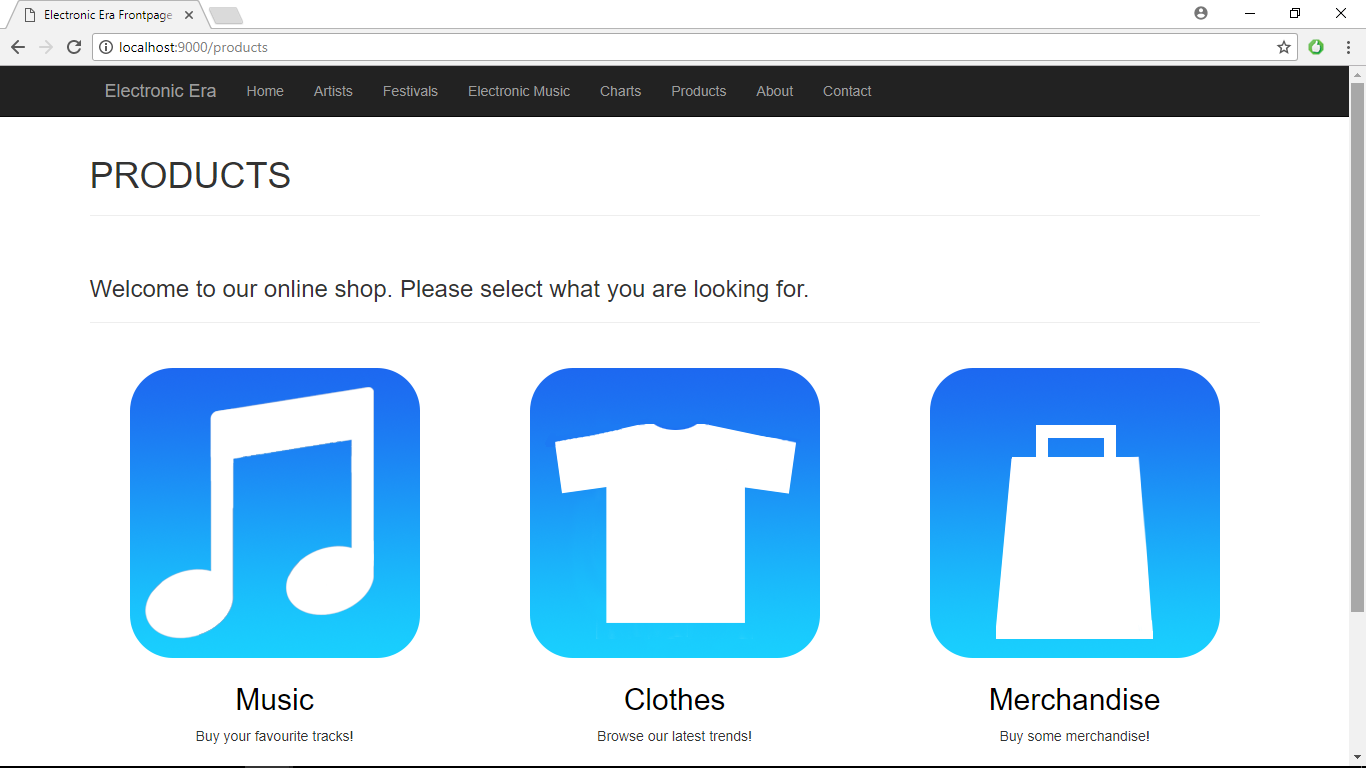 Electronic Era Frontpage
localhost:9000/products
Electronic Era Home Artists Festivals Electronic Music Charts Products About Contact
PRODUCTS
Welcome to our online shop. Please select what you are looking for.
Music Clothes Merchandise
Buy your favourite tracks! Browse our latest trends! Buy some merchandise!